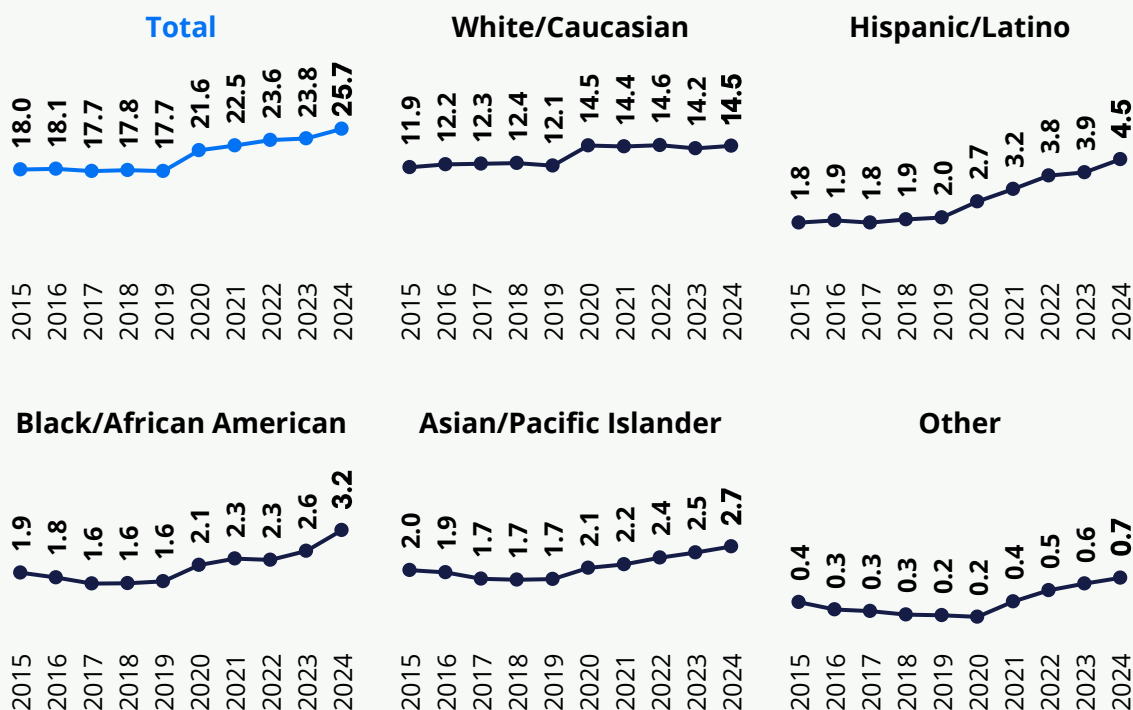 Total
18.0 18.1 17.7 17.8 17.7 21.6 22.5 23.6 23.8 25.7
2015 2016 2017 2018 2019 2020 2021 2022 2023 2024
White/Caucasian
11.9 12.2 12.3 12.4 12.1 14.5 14.4 14.6 14.2 14.5
2015 2016 2017 2018 2019 2020 2021 2022 2023 2024
Hispanic/Latino
1.8 1.9 1.8 1.9 2.0 2.7 3.2 3.8 3.9 4.5
2015 2016 2017 2018 2019 2020 2021 2022 2023 2024
Black/African American
1.9 1.8 1.6 1.6 1.6 2.1 2.3 2.3 2.6 3.2
2015 2016 2017 2018 2019 2020 2021 2022 2023 2024
Asian/Pacific Islander
2.0 1.9 1.7 1.7 1.7 2.1 2.2 2.4 2.5 2.7
2015 2016 2017 2018 2019 2020 2021 2022 2023 2024
Other
0.4 0.3 0.3 0.3 0.2 0.2 0.4 0.5 0.6 0.7
2015 2016 2017 2018 2019 2020 2021 2022 2023 2024